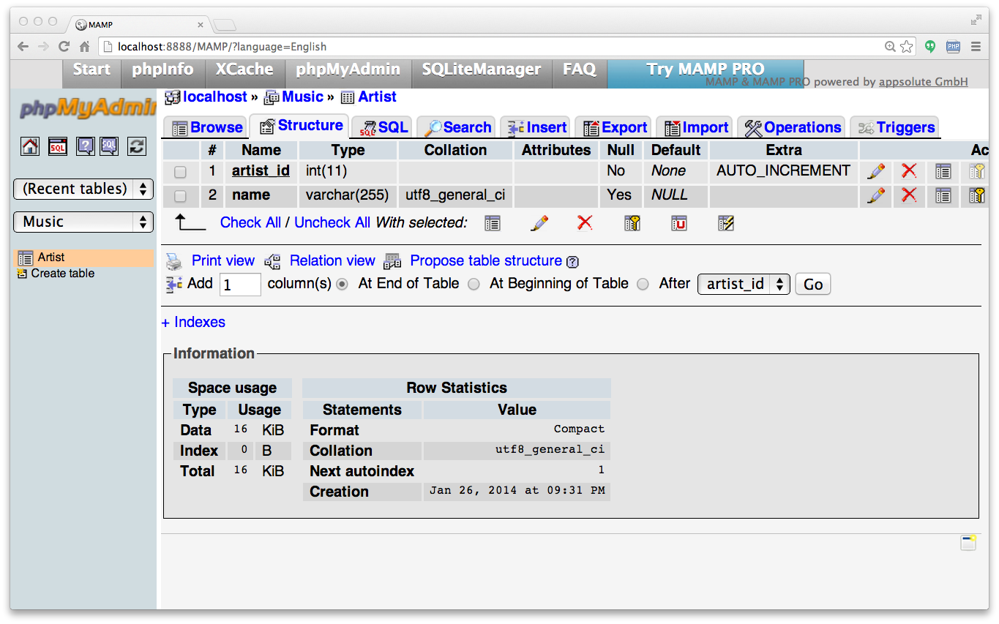 MAMP
localhost:8888/MAMP/?language=English
PHP
Start phpInfo XCache phpMyAdmin SQLiteManager FAQ Try MAMP PRO
MAMP & MAMP PRO powered by appsolute GmbH
phpMyAdmin
localhost » Music » Artist
Browse Structure SQL Search Insert Export Import Operations Triggers
SQL SQL
(Recent tables)
Music
Artist
Create table
# Name Type Collation Attributes Null Default Extra Ac
1 artist_id int(11) No None AUTO_INCREMENT
2 name varchar(255) utf8_general_ci Yes NULL
Check All / Uncheck All With selected:
Print view Relation view Propose table structure
Add 1 column(s) At End of Table At Beginning of Table After artist_id Go
+ Indexes
Information
Space usage
Type Usage
Data 16 KiB
Index 0 B
Total 16 KiB
Row Statistics
Statements Value
Format Compact
Collation utf8_general_ci
Next autoindex 1
Creation Jan 26, 2014 at 09:31 PM